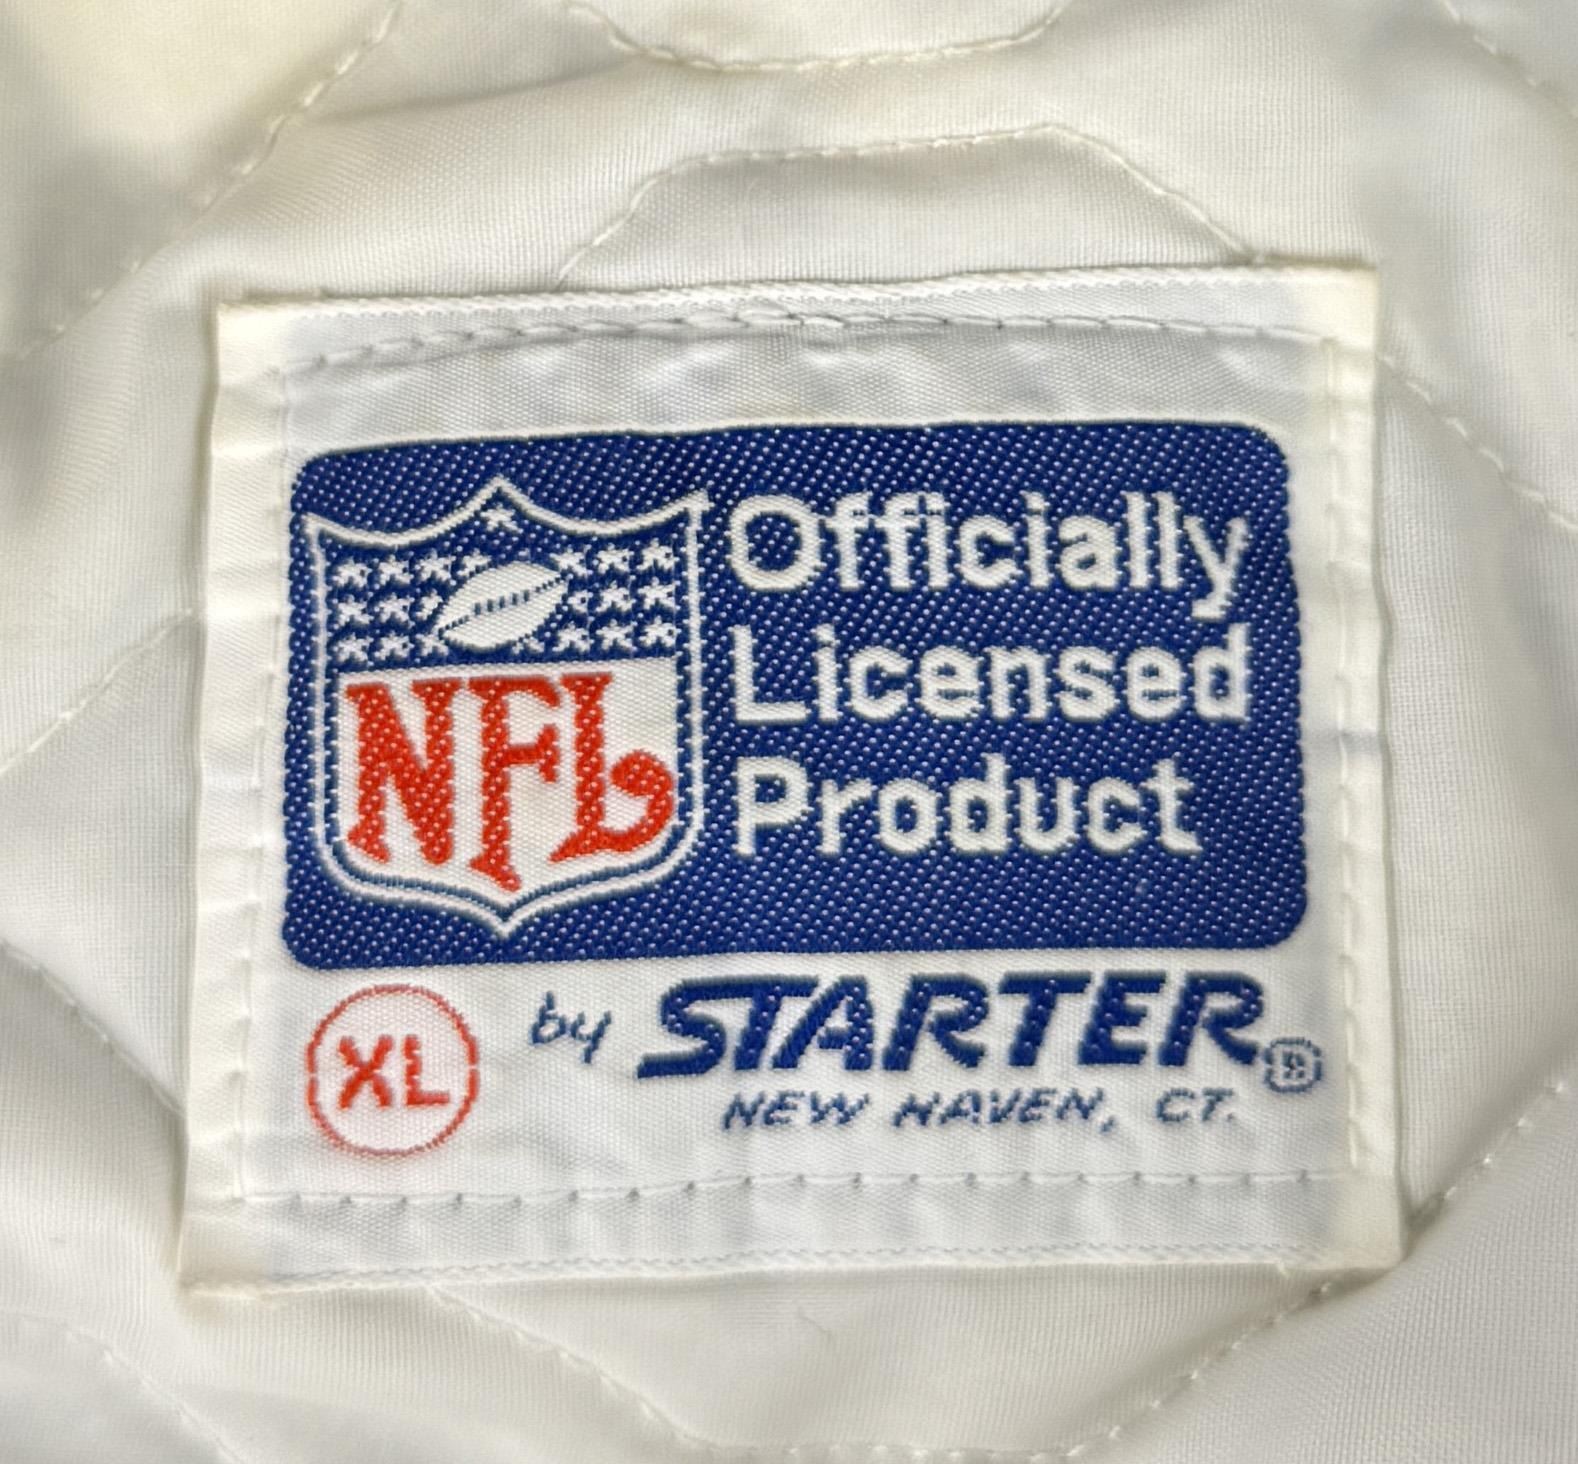 NFL
Officially
Licensed
Product
XL
by STARTER®
NEW HAVEN, CT.